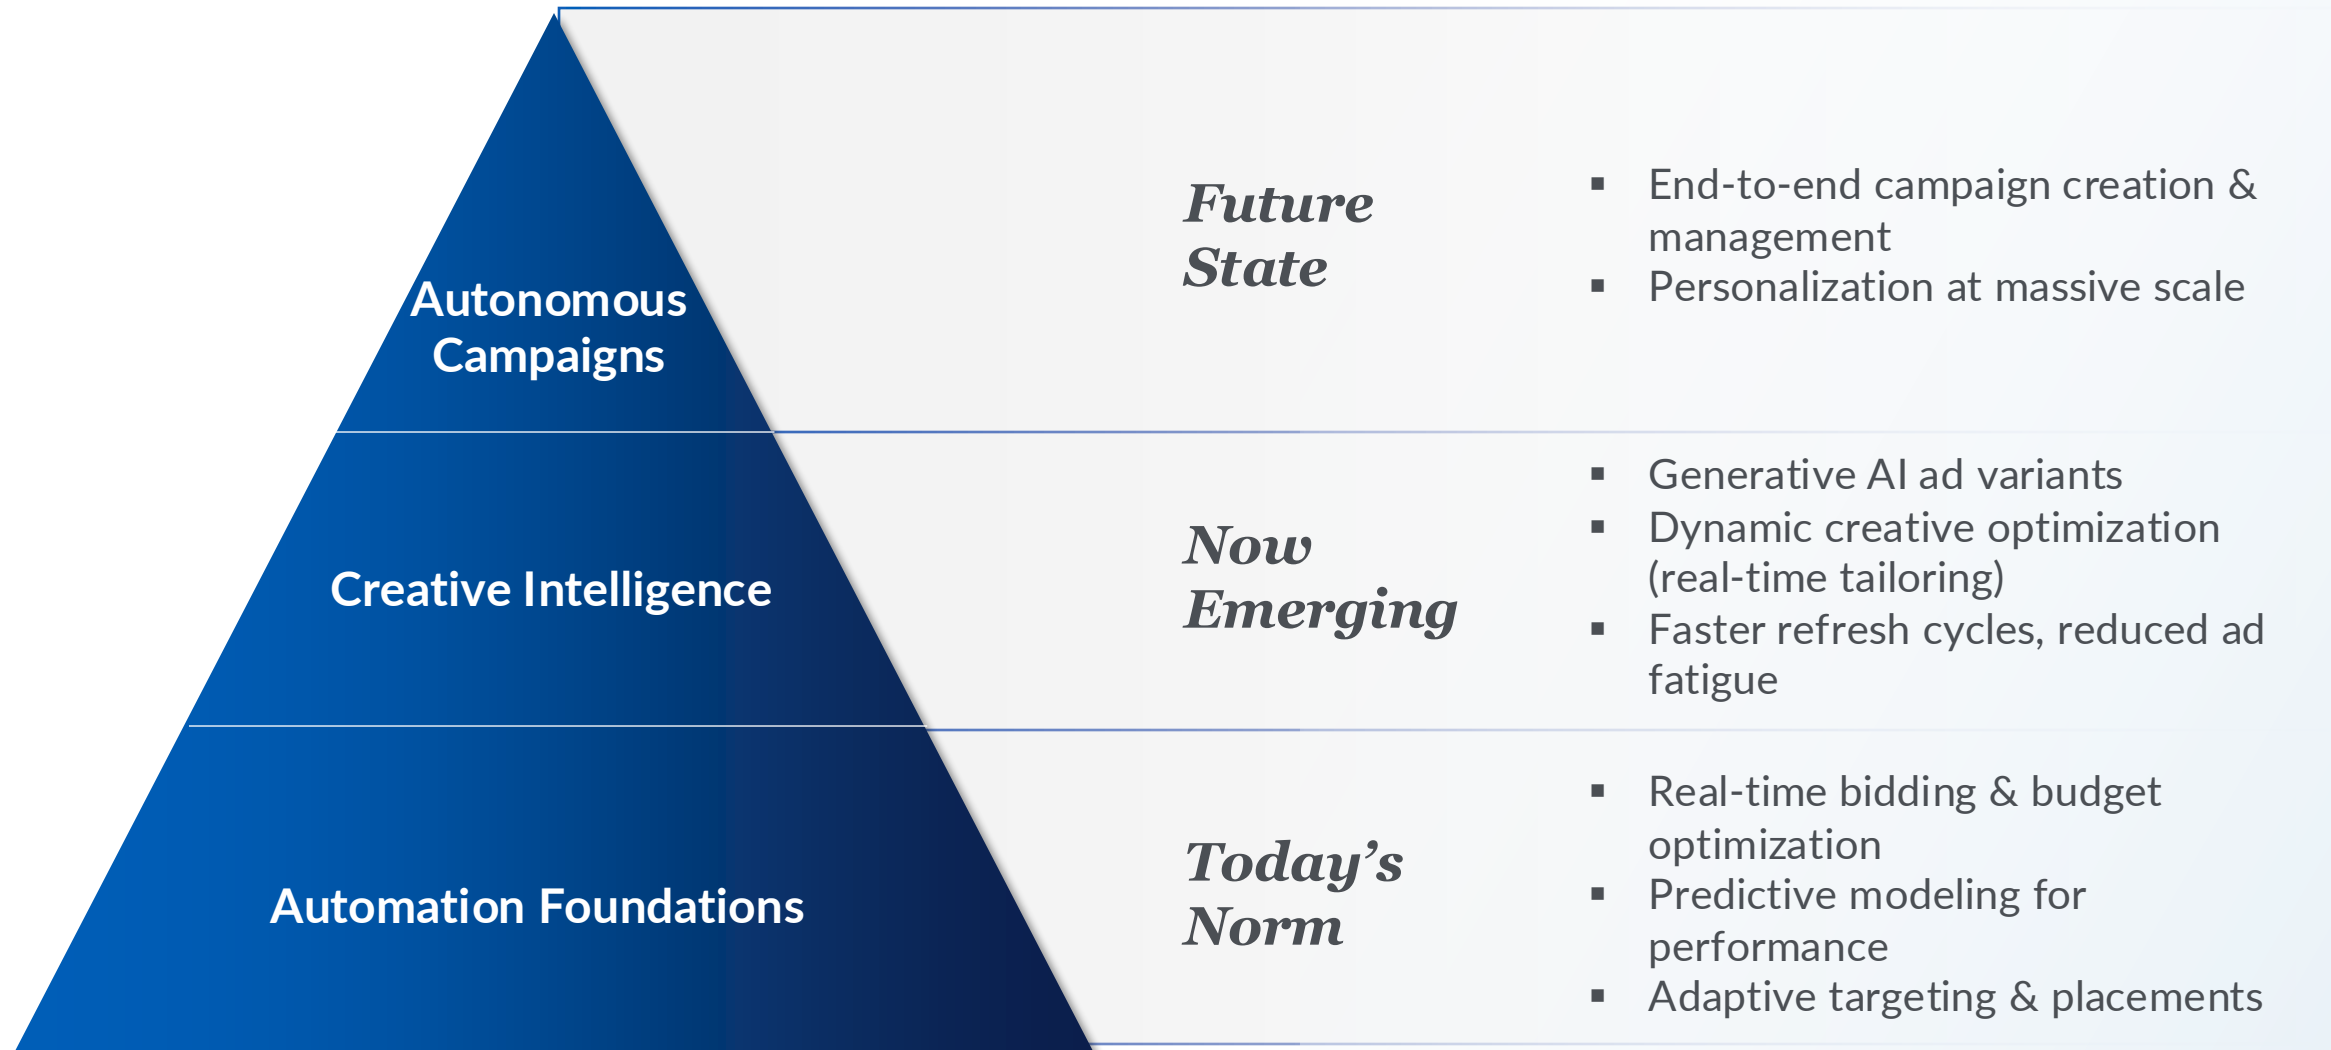 Autonomous
Campaigns
Future
State
▪ End-to-end campaign creation &
management
▪ Personalization at massive scale
Creative Intelligence
Now
Emerging
▪ Generative AI ad variants
▪ Dynamic creative optimization
(real-time tailoring)
▪ Faster refresh cycles, reduced ad
fatigue
Automation Foundations
Today’s
Norm
▪ Real-time bidding & budget
optimization
▪ Predictive modeling for
performance
▪ Adaptive targeting & placements